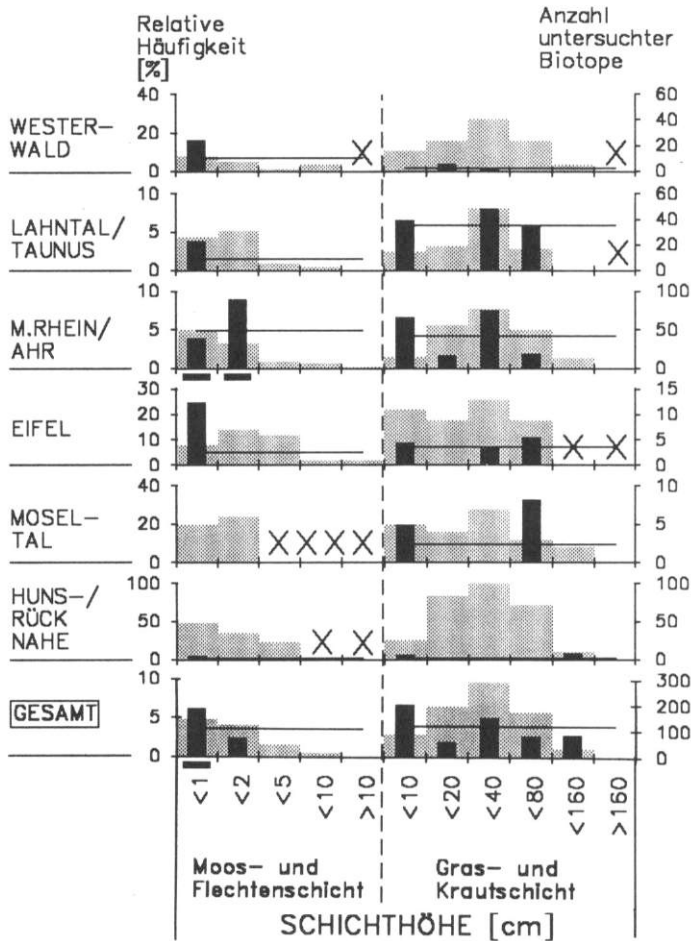 Relative
Häufigkeit
[%]
Anzahl
untersuchter
Biotope
40
20
0
WESTER-
WALD
60
40
20
0
10
5
0
LAHNTAL/
TAUNUS
60
40
20
0
10
5
0
M.RHEIN/
AHR
100
50
0
30
20
10
0
EIFEL
15
10
5
0
40
20
0
MOSEL-
TAL
10
5
0
100
50
0
HUNS-/
RÜCK
NAHE
100
50
0
10
5
0
GESAMT
300
200
100
0
<1 <2 <5 <10 >10 <10 <20 <40 <80 <160 >160
Moos- und
Flechtenschicht
Gras- und
Krautschicht
SCHICHTHÖHE [cm]